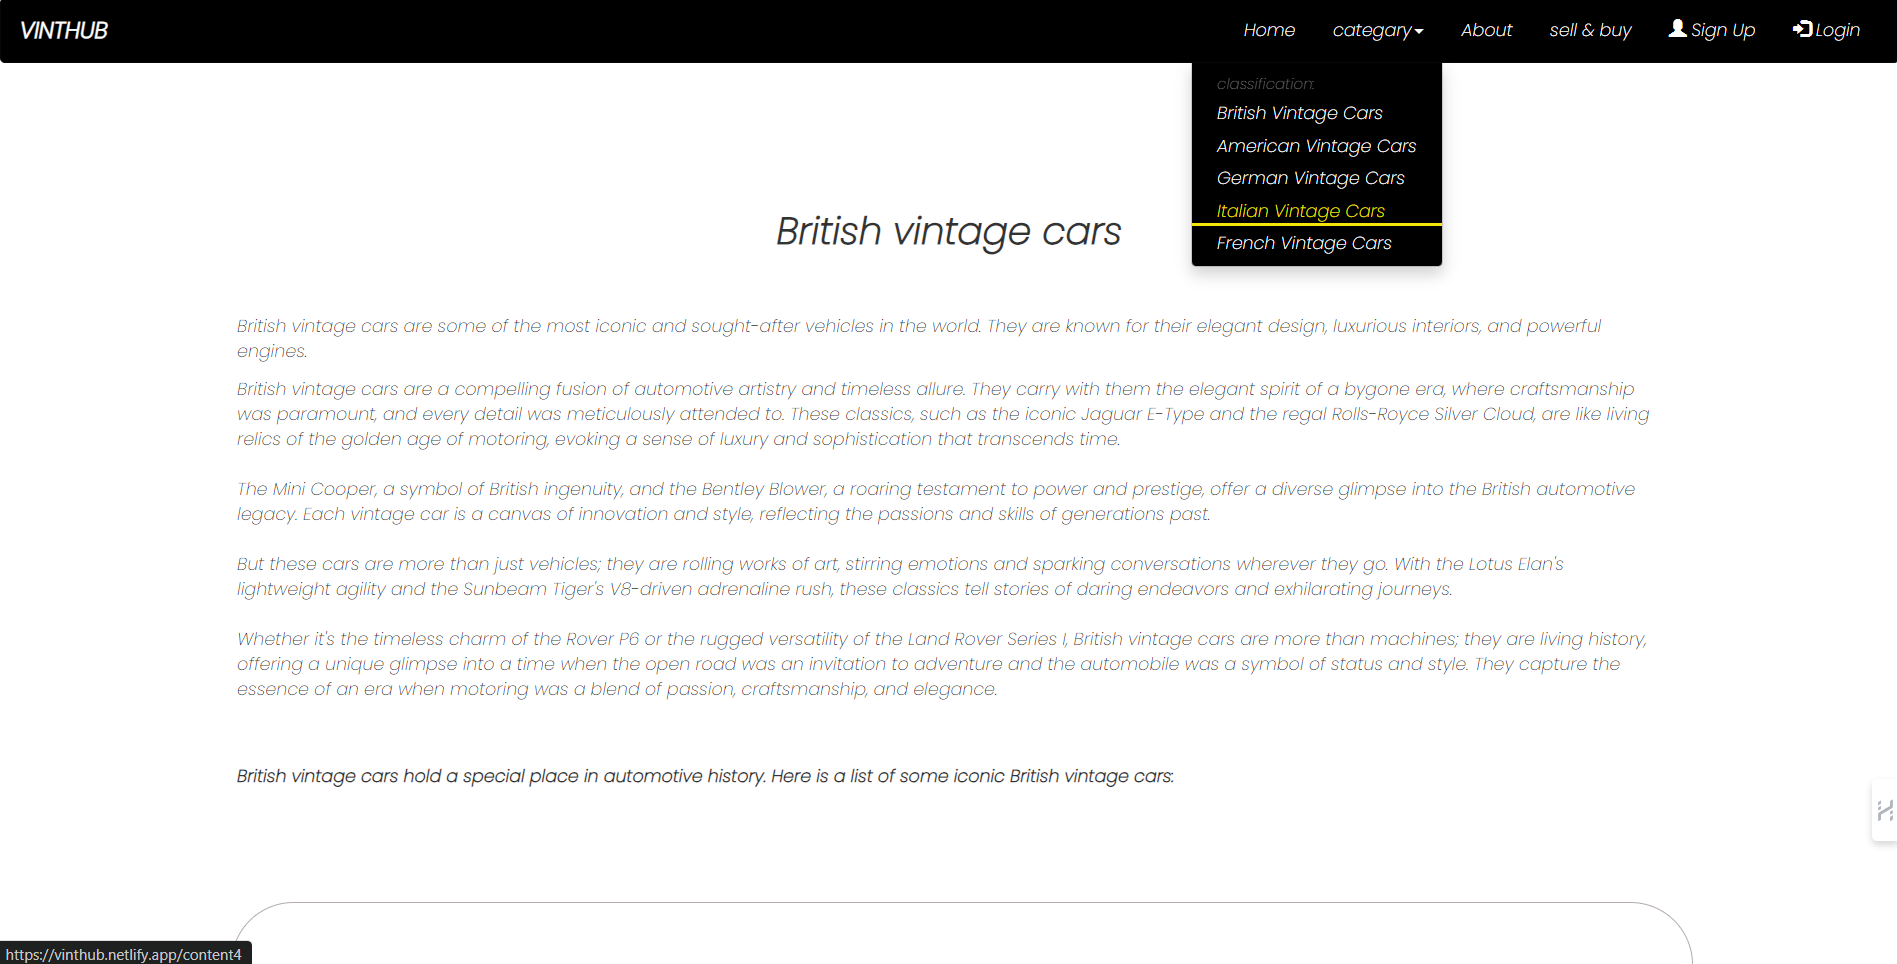 VINTHUB
Home categary About sell & buy Sign Up Login
classification:
British Vintage Cars
American Vintage Cars
German Vintage Cars
Italian Vintage Cars
French Vintage Cars
British vintage cars
British vintage cars are some of the most iconic and sought-after vehicles in the world. They are known for their elegant design, luxurious interiors, and powerful
engines.
British vintage cars are a compelling fusion of automotive artistry and timeless allure. They carry with them the elegant spirit of a bygone era, where craftsmanship
was paramount, and every detail was meticulously attended to. These classics, such as the iconic Jaguar E-Type and the regal Rolls-Royce Silver Cloud, are like living
relics of the golden age of motoring, evoking a sense of luxury and sophistication that transcends time.
The Mini Cooper, a symbol of British ingenuity, and the Bentley Blower, a roaring testament to power and prestige, offer a diverse glimpse into the British automotive
legacy. Each vintage car is a canvas of innovation and style, reflecting the passions and skills of generations past.
But these cars are more than just vehicles; they are rolling works of art, stirring emotions and sparking conversations wherever they go. With the Lotus Elan's
lightweight agility and the Sunbeam Tiger's V8-driven adrenaline rush, these classics tell stories of daring endeavors and exhilarating journeys.
Whether it's the timeless charm of the Rover P6 or the rugged versatility of the Land Rover Series I, British vintage cars are more than machines; they are living history,
offering a unique glimpse into a time when the open road was an invitation to adventure and the automobile was a symbol of status and style. They capture the
essence of an era when motoring was a blend of passion, craftsmanship, and elegance.
British vintage cars hold a special place in automotive history. Here is a list of some iconic British vintage cars:
https://vinthub.netlify.app/content4